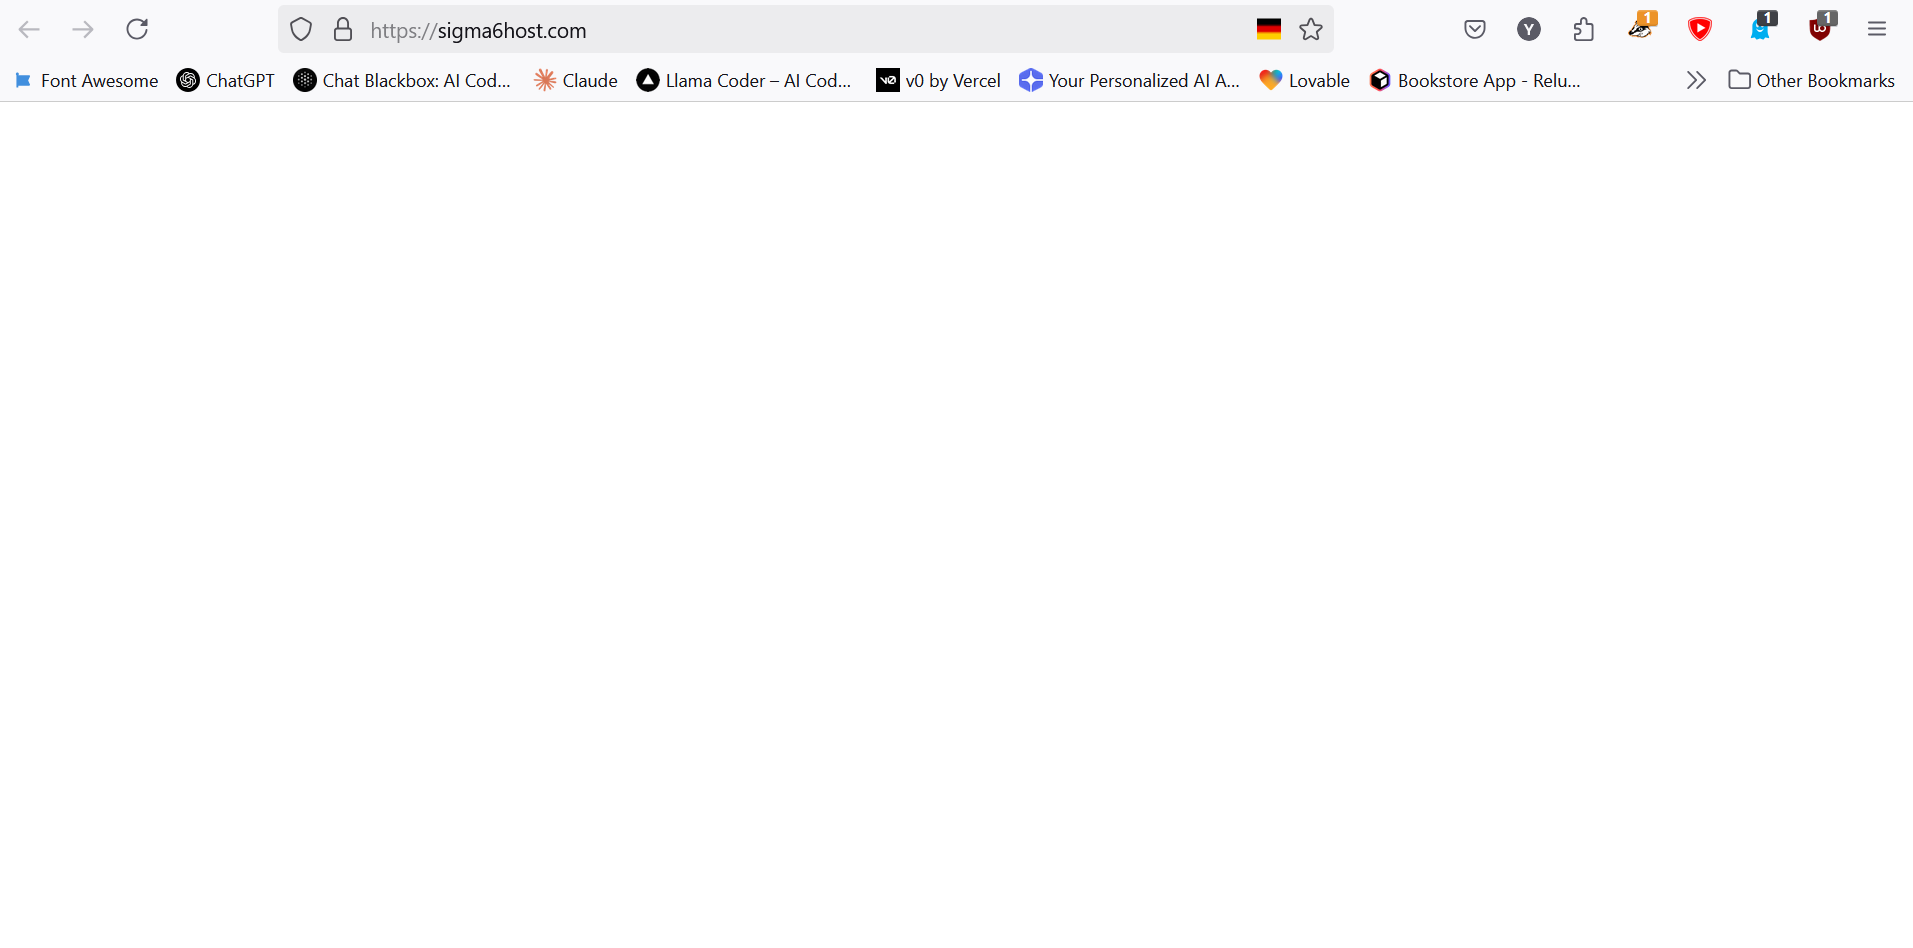 https://sigma6host.com
Y
1
1
1
Font Awesome
ChatGPT
Chat Blackbox: AI Cod...
Claude
Llama Coder – AI Cod...
v0 by Vercel
Your Personalized AI A...
Lovable
Bookstore App - Relu...
Other Bookmarks